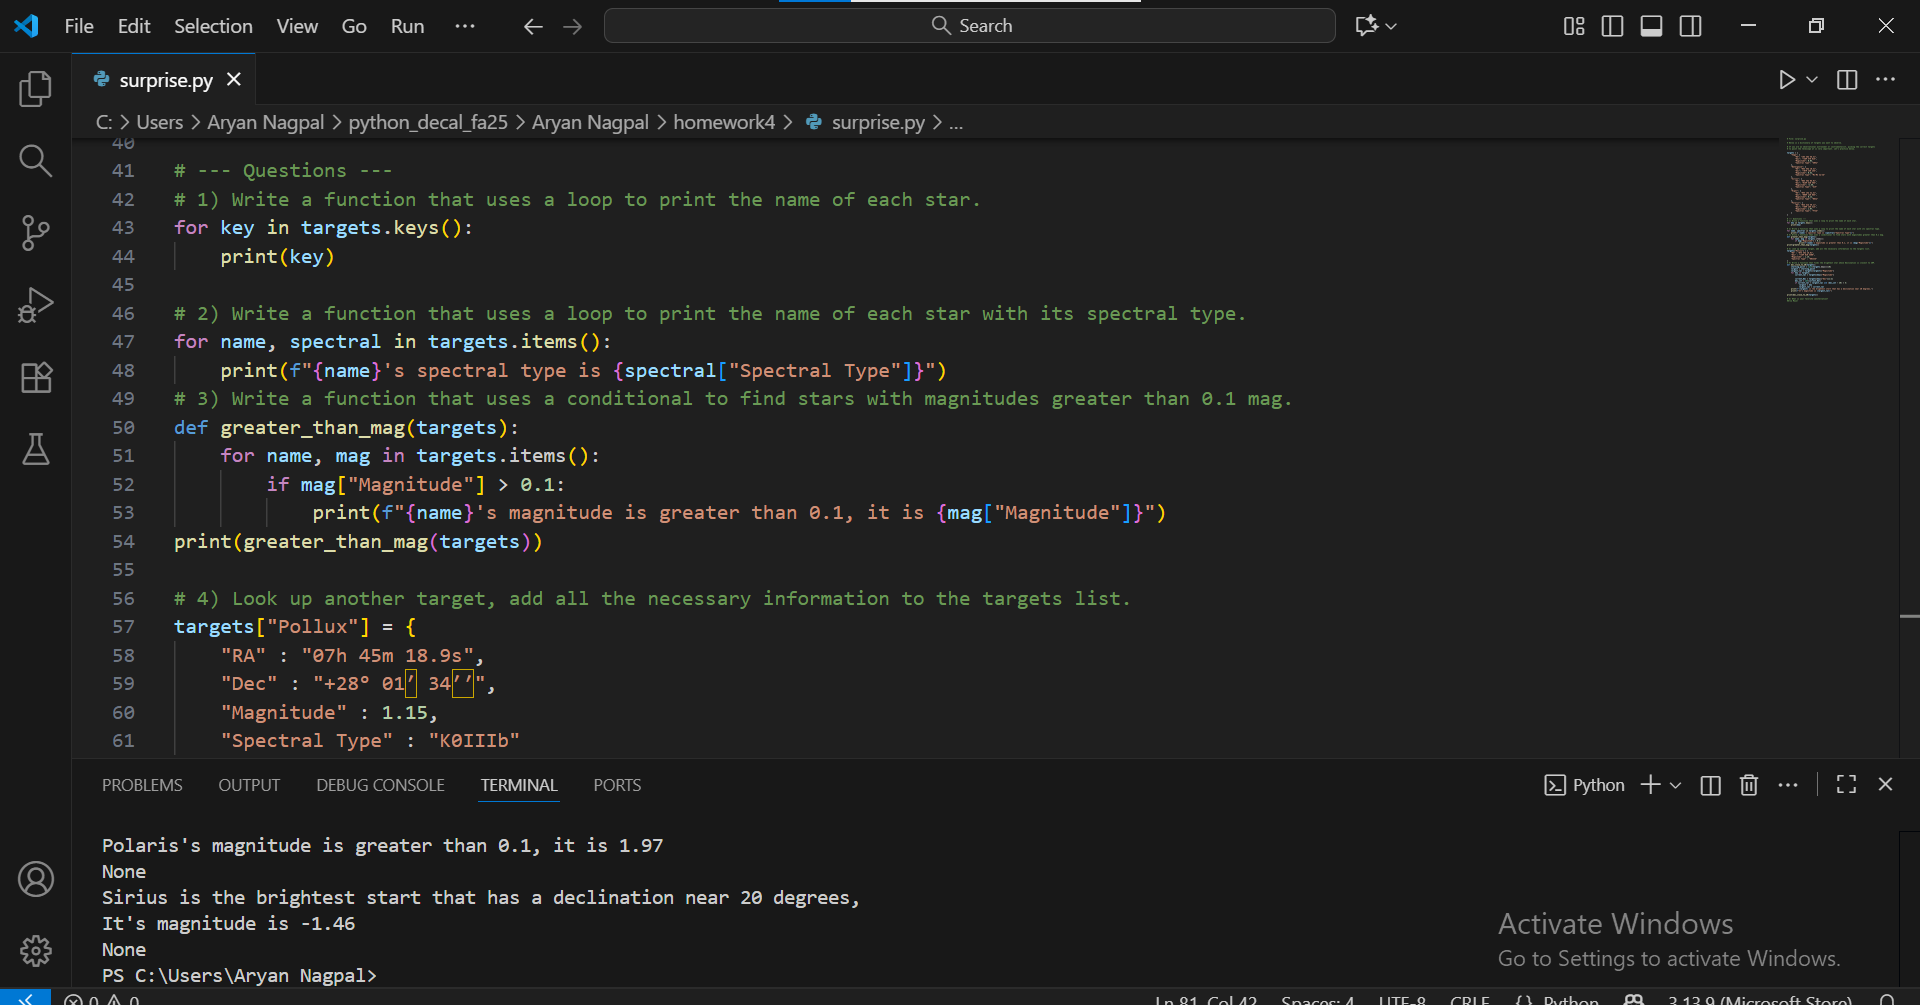 File Edit Selection View Go Run ··· Search
surprise.py
C: > Users > Aryan Nagpal > python_decal_fa25 > Aryan Nagpal > homework4 > surprise.py > ...
40
41 # --- Questions ---
42 # 1) Write a function that uses a loop to print the name of each star.
43 for key in targets.keys():
44 print(key)
45
46 # 2) Write a function that uses a loop to print the name of each star with its spectral type.
47 for name, spectral in targets.items():
48 print(f"{name}'s spectral type is {spectral["Spectral Type"]}")
49 # 3) Write a function that uses a conditional to find stars with magnitudes greater than 0.1 mag.
50 def greater_than_mag(targets):
51 for name, mag in targets.items():
52 if mag["Magnitude"] > 0.1:
53 print(f"{name}'s magnitude is greater than 0.1, it is {mag["Magnitude"]}")
54 print(greater_than_mag(targets))
55
56 # 4) Look up another target, add all the necessary information to the targets list.
57 targets["Pollux"] = {
58 "RA" : "07h 45m 18.9s",
59 "Dec" : "+28° 01′ 34′′",
60 "Magnitude" : 1.15,
61 "Spectral Type" : "K0IIIb"
PROBLEMS OUTPUT DEBUG CONSOLE TERMINAL PORTS Python
Polaris's magnitude is greater than 0.1, it is 1.97
None
Sirius is the brightest start that has a declination near 20 degrees,
It's magnitude is -1.46
None
PS C:\Users\Aryan Nagpal>
Activate Windows
Go to Settings to activate Windows.
0 0 Ln 81, Col 42 Spaces: 4 UTF-8 CRLF {} Python 3.13.9 (Microsoft Store)